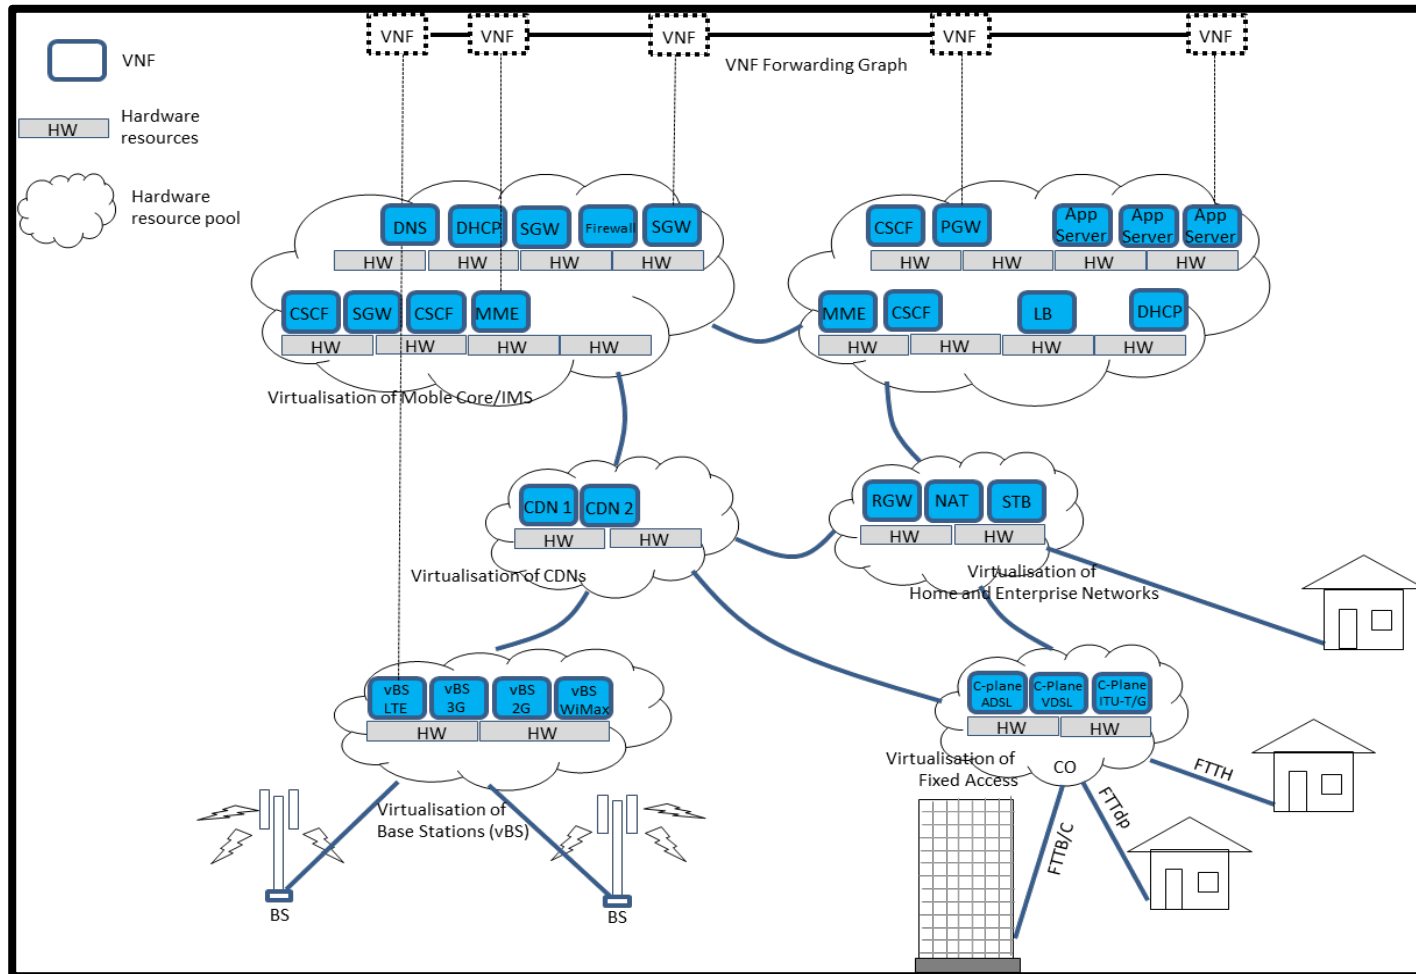 VNF VNF VNF VNF VNF
VNF Forwarding Graph
VNF
HW
Hardware
resources
Hardware
resource pool
DNS DHCP SGW Firewall SGW
HW HW HW HW
CSCF SGW CSCF MME
HW HW HW HW
Virtualisation of Moble Core/IMS
CSCF PGW
App
Server
App
Server
App
Server
HW HW HW HW
MME CSCF LB DHCP
HW HW HW HW
CDN 1 CDN 2
HW HW
Virtualisation of CDNs
RGW NAT STB
HW HW
Virtualisation of
Home and Enterprise Networks
vBS
LTE
vBS
3G
vBS
2G
vBS
WiMax
HW HW
Virtualisation of
Base Stations (vBS)
BS
BS
C-plane
ADSL
C-Plane
VDSL
C-Plane
ITU-T/G
HW HW
CO
Virtualisation of
Fixed Access
FTTH
FTTdp
FTTB/C